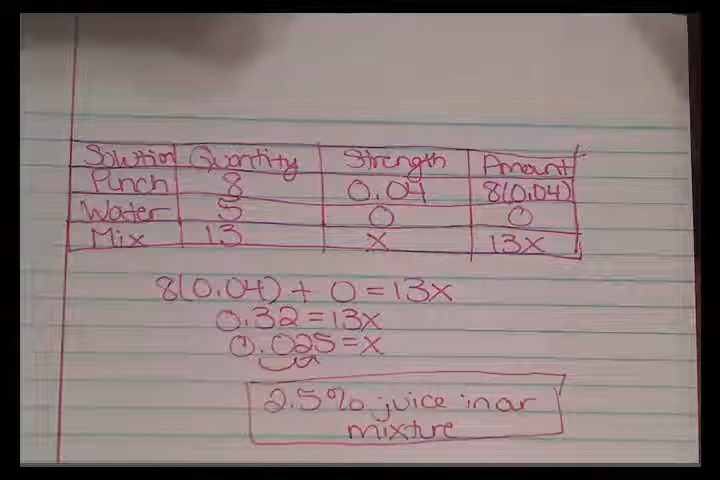 Solution Quantity Strength Amount
Punch 8 0.04 8(0.04)
Water 5 0 0
Mix 13 x 13x
8(0.04) + 0 = 13x
0.32 = 13x
0.025 = x
2.5% juice in our
mixture